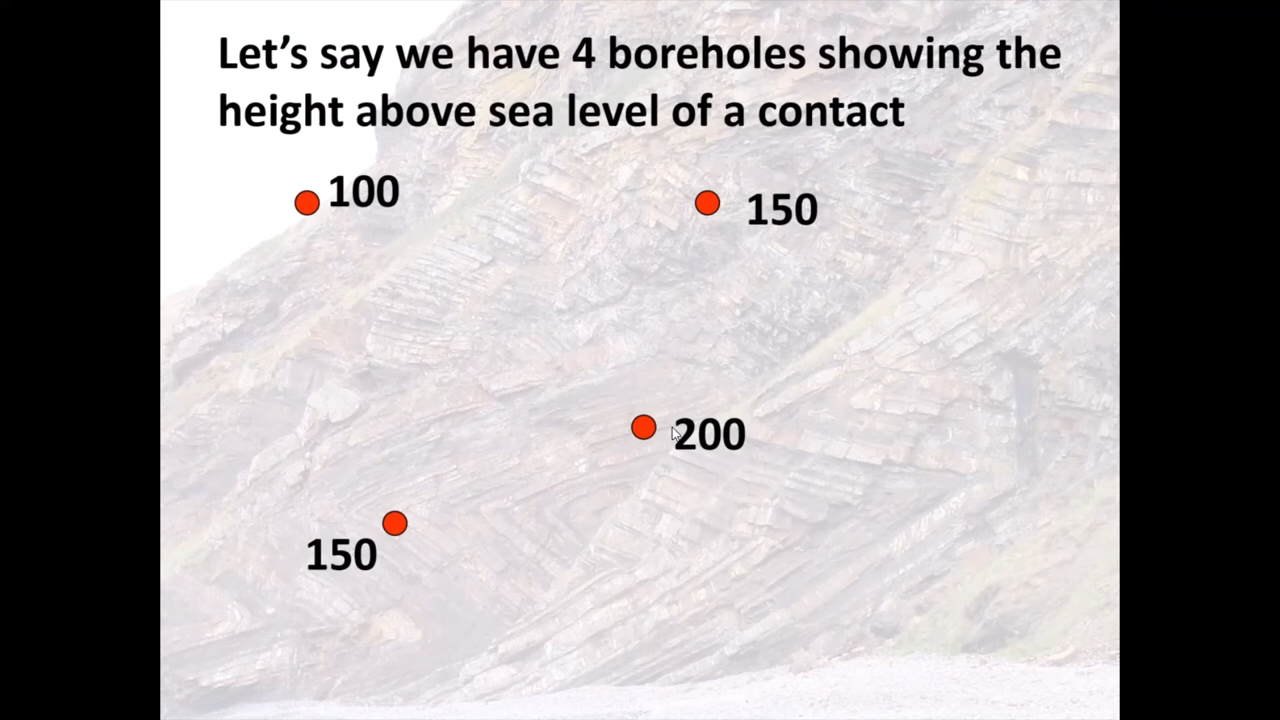 Let’s say we have 4 boreholes showing the
height above sea level of a contact
100
150
200
150